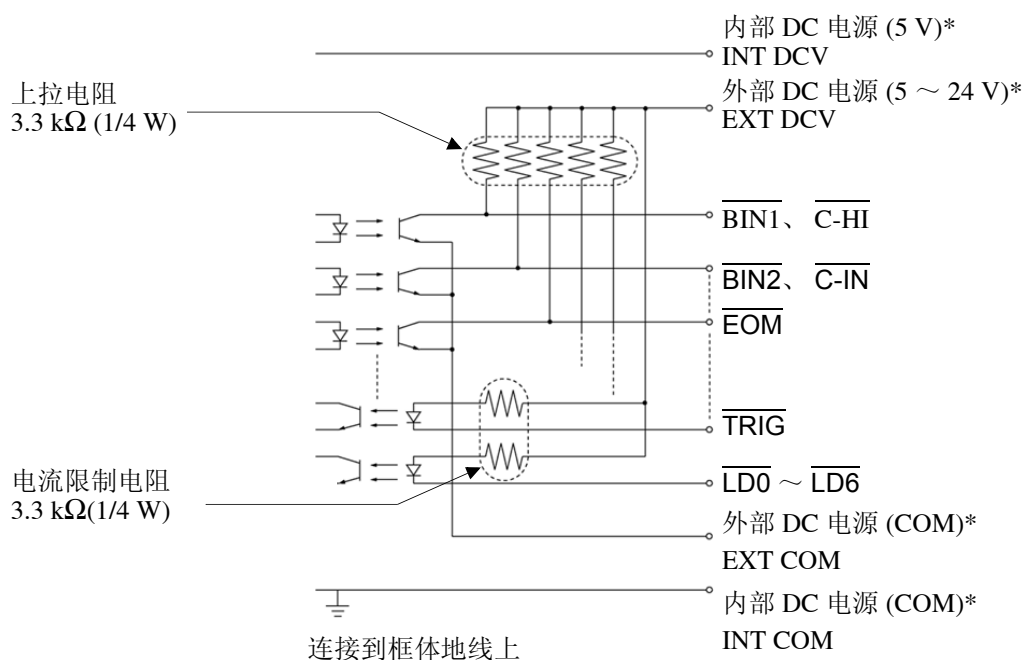 内部 DC 电源 (5 V)*
INT DCV
外部 DC 电源 (5 ～ 24 V)*
EXT DCV
上拉电阻
3.3 kΩ (1/4 W)
BIN1、 C-HI
BIN2、 C-IN
EOM
TRIG
电流限制电阻
3.3 kΩ(1/4 W)
LD0 ～ LD6
外部 DC 电源 (COM)*
EXT COM
内部 DC 电源 (COM)*
INT COM
连接到框体地线上